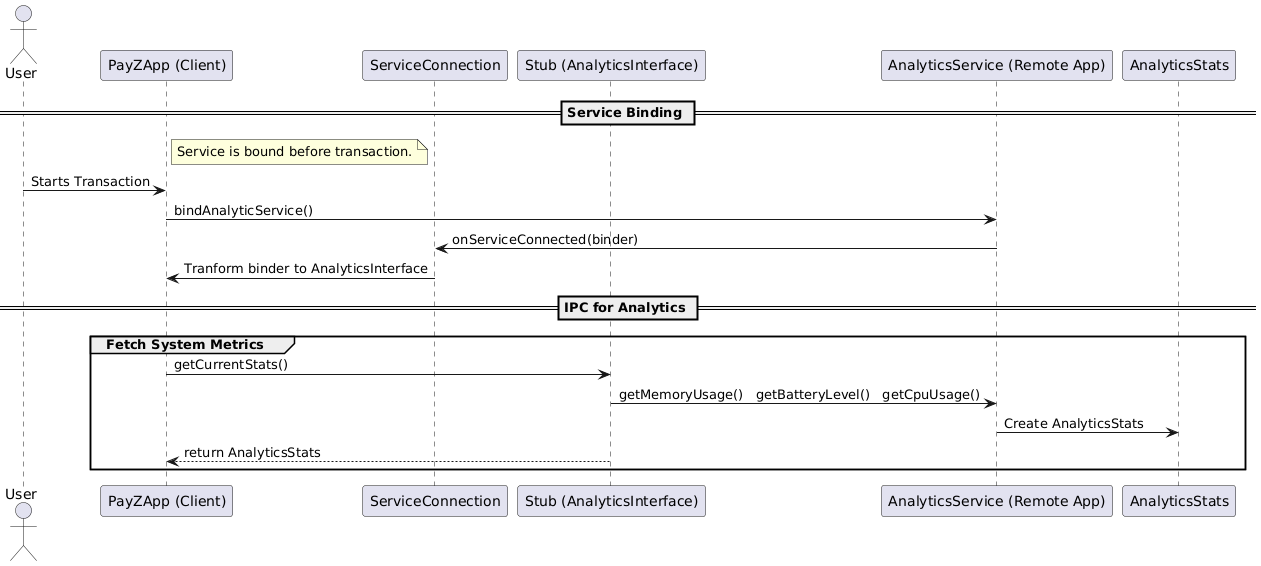 User
PayZApp (Client)
ServiceConnection
Stub (AnalyticsInterface)
AnalyticsService (Remote App)
AnalyticsStats
Service Binding
Service is bound before transaction.
Starts Transaction
bindAnalyticService()
onServiceConnected(binder)
Tranform binder to AnalyticsInterface
IPC for Analytics
Fetch System Metrics
getCurrentStats()
getMemoryUsage() getBatteryLevel() getCpuUsage()
Create AnalyticsStats
return AnalyticsStats
User
PayZApp (Client)
ServiceConnection
Stub (AnalyticsInterface)
AnalyticsService (Remote App)
AnalyticsStats